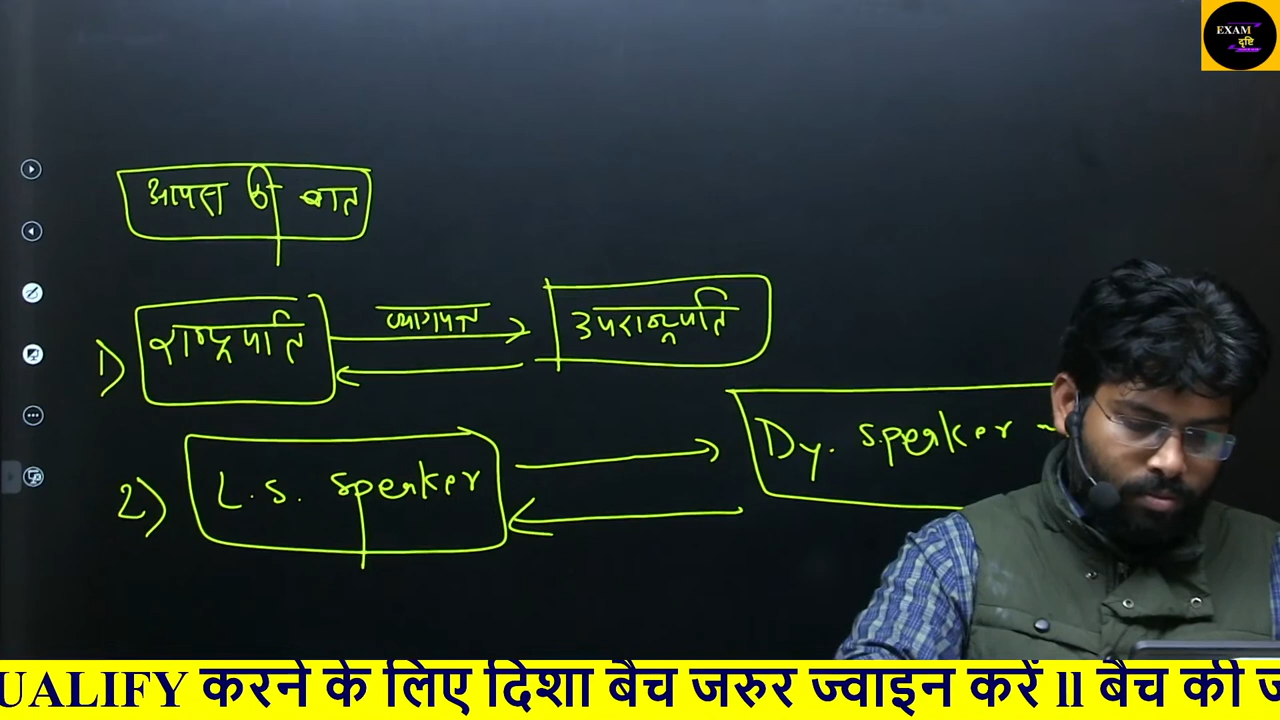 EXAM
दृष्टि
आपस की बात
1) राष्ट्रपति त्यागपत्र उपराष्ट्रपति
2) L.S. speaker Dy. speaker
UALIFY करने के लिए दिशा बैच जरुर ज्वाइन करें ll बैच की ज